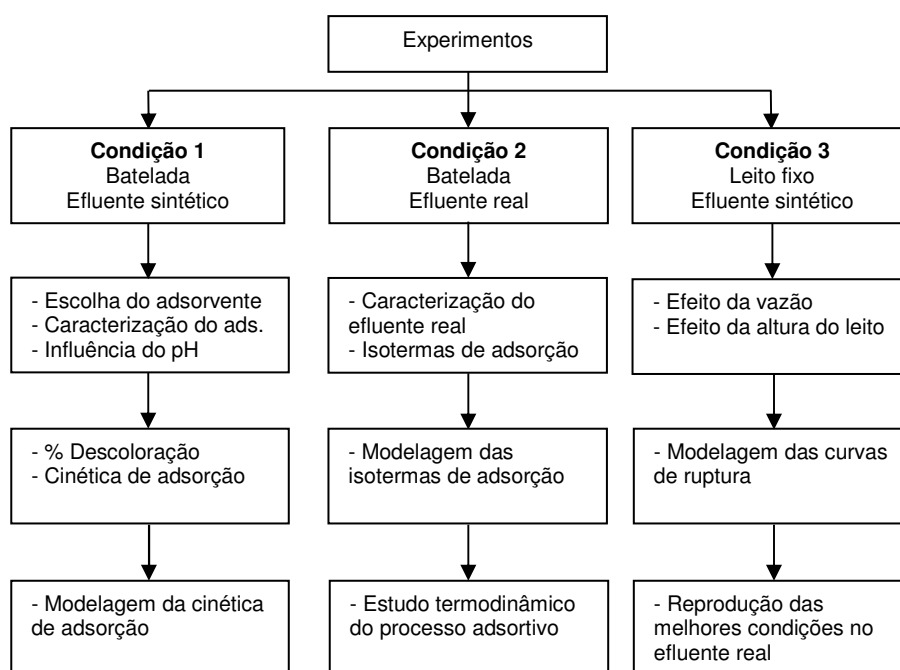 Experimentos
Condição 1
Batelada
Efluente sintético
Condição 2
Batelada
Efluente real
Condição 3
Leito fixo
Efluente sintético
- Escolha do adsorvente
- Caracterização do ads.
- Influência do pH
- Caracterização do
efluente real
- Isotermas de adsorção
- Efeito da vazão
- Efeito da altura do leito
- % Descoloração
- Cinética de adsorção
- Modelagem das
isotermas de adsorção
- Modelagem das curvas
de ruptura
- Modelagem da cinética
de adsorção
- Estudo termodinâmico
do processo adsortivo
- Reprodução das
melhores condições no
efluente real